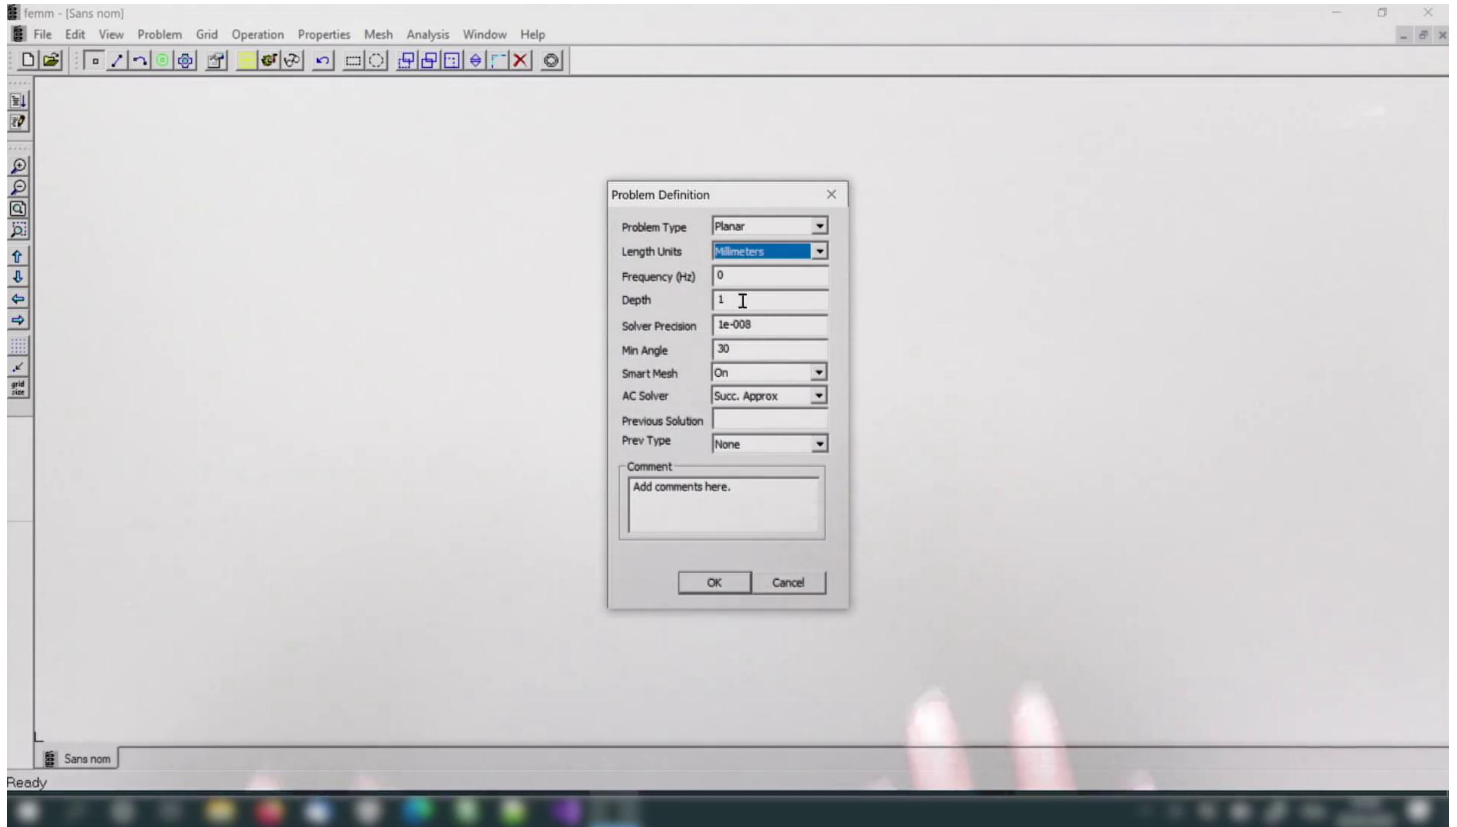 femm - [Sans nom]
File Edit View Problem Grid Operation Properties Mesh Analysis Window Help
grid
size
Problem Definition
Problem Type Planar
Length Units Millimeters
Frequency (Hz) 0
Depth 1
Solver Precision 1e-008
Min Angle 30
Smart Mesh On
AC Solver Succ. Approx
Previous Solution
Prev Type None
Comment
Add comments here.
OK Cancel
Sans nom
Ready